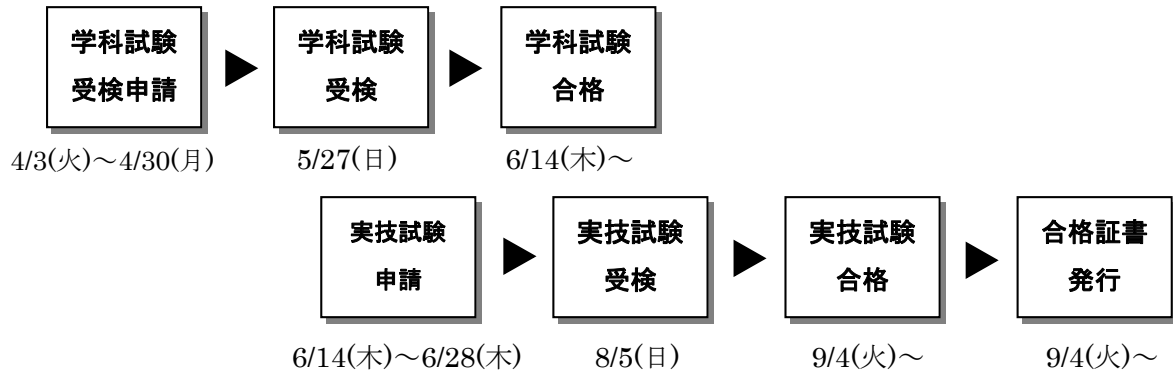 学科試験
受検申請
学科試験
受検
学科試験
合格
4/3(火)～4/30(月)
5/27(日)
6/14(木)～
実技試験
申請
実技試験
受検
実技試験
合格
合格証書
発行
6/14(木)～6/28(木)
8/5(日)
9/4(火)～
9/4(火)～